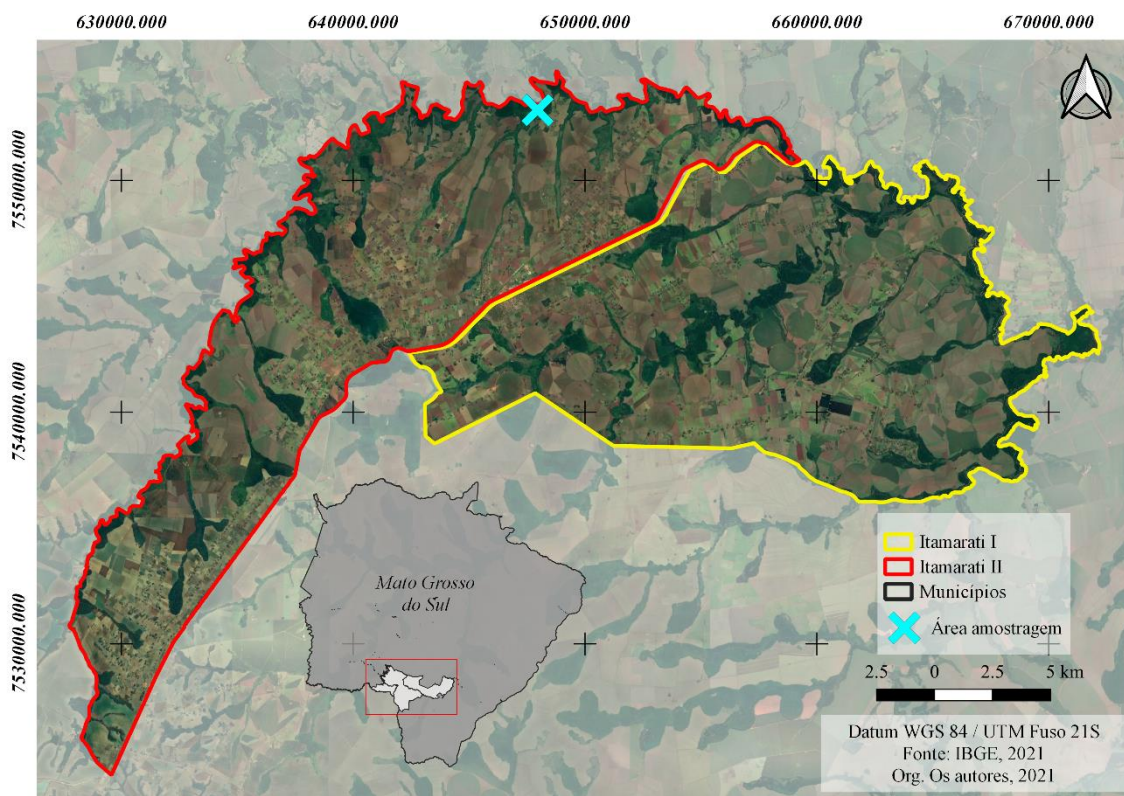 630000.000 640000.000 650000.000 660000.000 670000.000
7550000.000
7540000.000
7530000.000
Mato Grosso
do Sul
Itamarati I
Itamarati II
Municípios
Área amostragem
2.5 0 2.5 5 km
Datum WGS 84 / UTM Fuso 21S
Fonte: IBGE, 2021
Org. Os autores, 2021